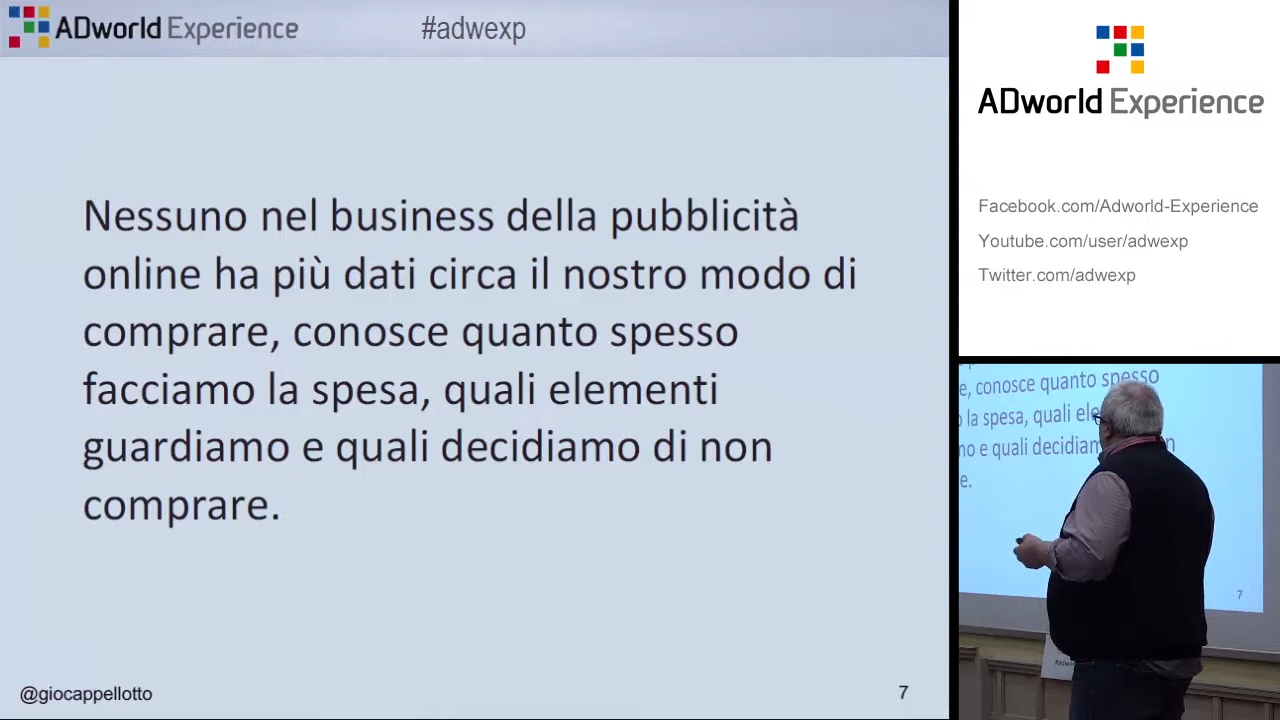 ADworld Experience
#adwexp
Nessuno nel business della pubblicità
online ha più dati circa il nostro modo di
comprare, conosce quanto spesso
facciamo la spesa, quali elementi
guardiamo e quali decidiamo di non
comprare.
@giocappellotto
7
ADworld Experience
Facebook.com/Adworld-Experience
Youtube.com/user/adwexp
Twitter.com/adwexp
e, conosce quanto spesso
la spesa, quali ele
no e quali decidiam n
e.
7